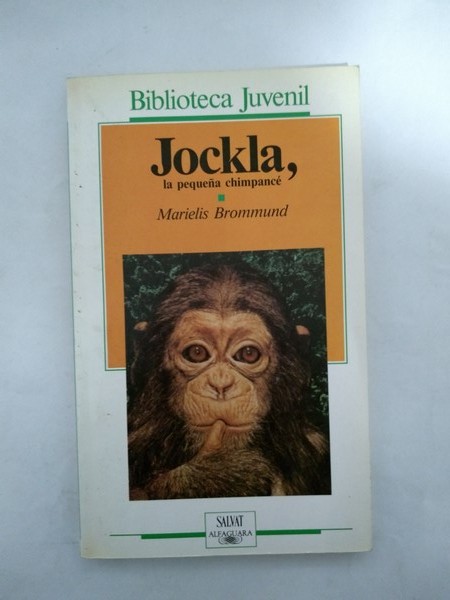 Biblioteca Juvenil
Jockla,
la pequeña chimpancé
Marielis Brommund
SALVAT
ALFAGUARA